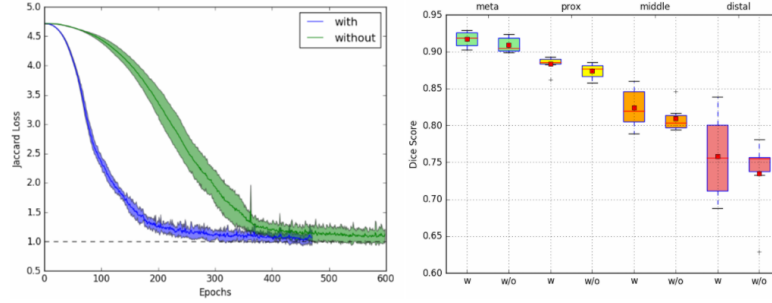 meta prox middle distal
with
without
Jaccard Loss
5.0
4.5
4.0
3.5
3.0
2.5
2.0
1.5
1.0
0.5
0 100 200 300 400 500 600
Epochs
Dice Score
0.95
0.90
0.85
0.80
0.75
0.70
0.65
0.60
w w/o w w/o w w/o w w/o